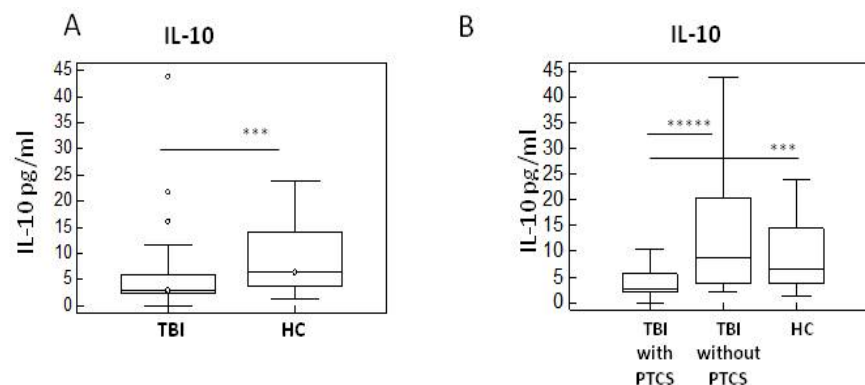 A
IL-10
IL-10 pg/ml
45
40
35
30
25
20
15
10
5
0
***
TBI
HC
B
IL-10
IL-10 pg/ml
45
40
35
30
25
20
15
10
5
0
*****
***
TBI
with
PTCS
TBI
without
PTCS
HC